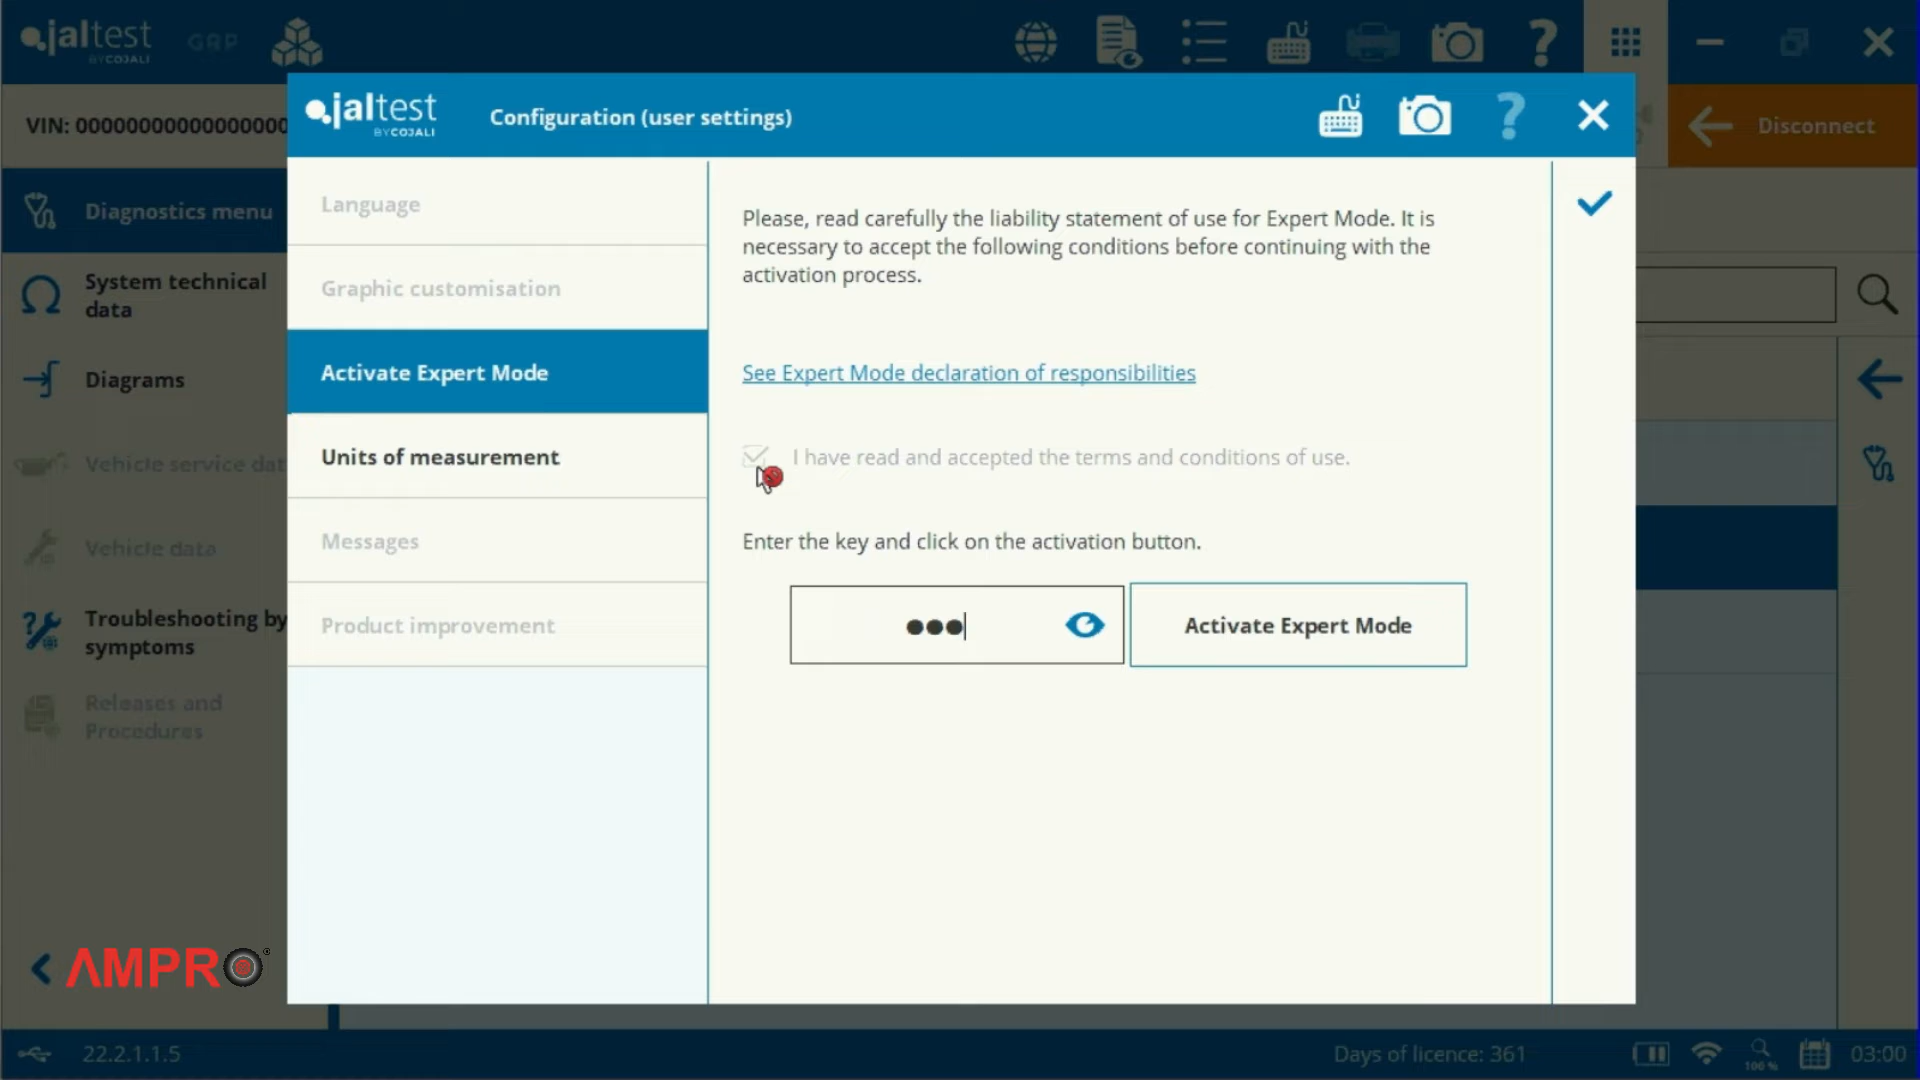 jaltest
BY COJALI
GRP
VIN: 00000000000000000
Disconnect
jaltest
BY COJALI
Configuration (user settings)
Diagnostics menu
System technical
data
Diagrams
Vehicle service dat
Vehicle data
Troubleshooting by
symptoms
Releases and
Procedures
Language
Graphic customisation
Activate Expert Mode
Units of measurement
Messages
Product improvement
Please, read carefully the liability statement of use for Expert Mode. It is
necessary to accept the following conditions before continuing with the
activation process.
See Expert Mode declaration of responsibilities
I have read and accepted the terms and conditions of use.
Enter the key and click on the activation button.
Activate Expert Mode
AMPRO
22.2.1.1.5
Days of licence: 361
100 %
03:00